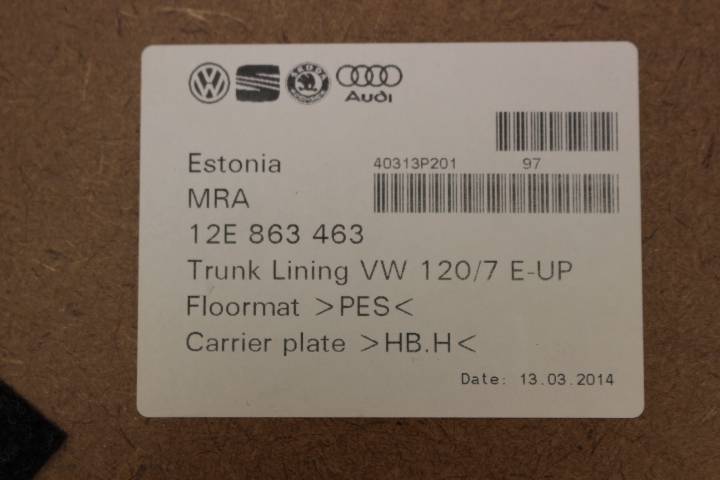 Audi
Estonia 40313P201 97
MRA
12E 863 463
Trunk Lining VW 120/7 E-UP
Floormat >PES<
Carrier plate >HB.H<
Date: 13.03.2014